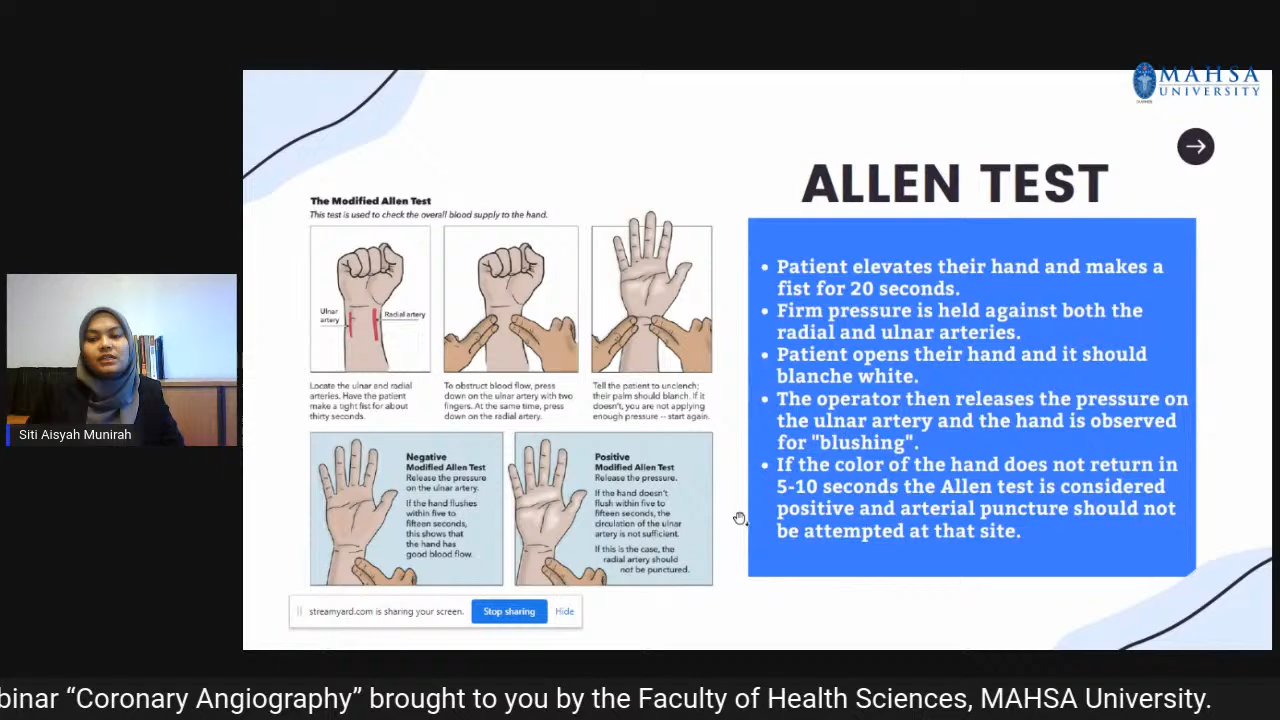 MAHSA
UNIVERSITY
ALLEN TEST
The Modified Allen Test
This test is used to check the overall blood supply to the hand.
Ulnar
artery
Radial artery
Locate the ulnar and radial
arteries. Have the patient
make a tight fist for about
thirty seconds.
To obstruct blood flow, press
down on the ulnar artery with two
fingers. At the same time, press
down on the radial artery.
Tell the patient to unclench;
their palm should blanch. If it
doesn't, you are not applying
enough pressure -- start again.
Negative
Modified Allen Test
Release the pressure
on the ulnar artery.
If the hand flushes
within five to
fifteen seconds,
this shows that
the hand has
good blood flow.
Positive
Modified Allen Test
Release the pressure.
If the hand doesn't
flush within five to
fifteen seconds, the
circulation of the ulnar
artery is not sufficient.
If this is the case, the
radial artery should
not be punctured.
• Patient elevates their hand and makes a
fist for 20 seconds.
• Firm pressure is held against both the
radial and ulnar arteries.
• Patient opens their hand and it should
blanche white.
• The operator then releases the pressure on
the ulnar artery and the hand is observed
for "blushing".
• If the color of the hand does not return in
5-10 seconds the Allen test is considered
positive and arterial puncture should not
be attempted at that site.
Siti Aisyah Munirah
streamyard.com is sharing your screen.
Stop sharing
Hide
binar “Coronary Angiography” brought to you by the Faculty of Health Sciences, MAHSA University.